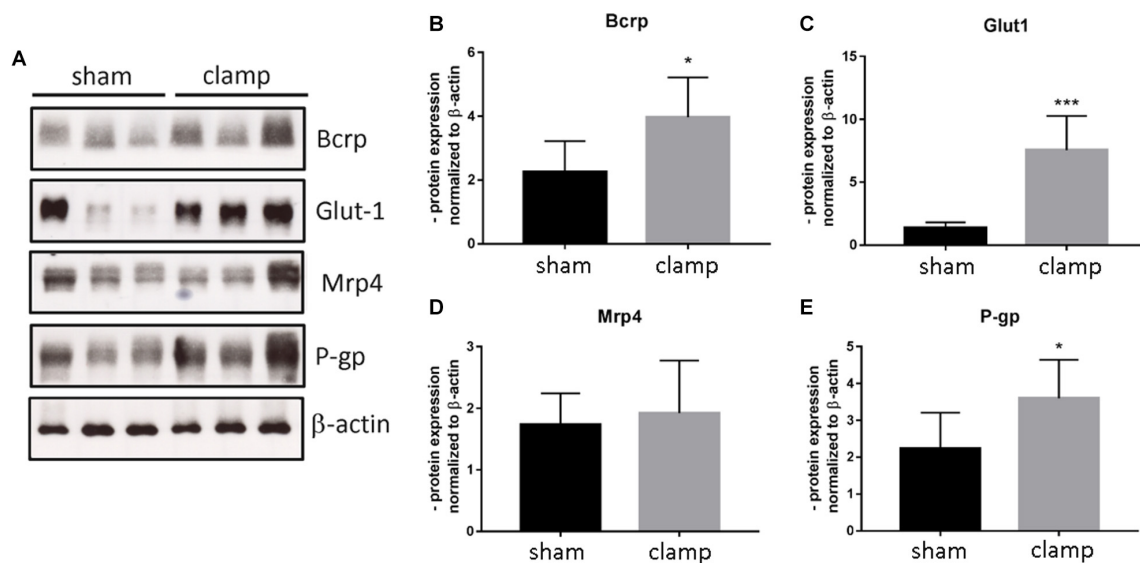 A
sham clamp
Bcrp
Glut-1
Mrp4
P-gp
β-actin
B
Bcrp
- protein expression
normalized to β-actin
6
4
2
0
*
sham clamp
C
Glut1
- protein expression
normalized to β-actin
15
10
5
0
***
sham clamp
D
Mrp4
- protein expression
normalized to β-actin
3
2
1
0
sham clamp
E
P-gp
- protein expression
normalized to β-actin
5
4
3
2
1
0
*
sham clamp